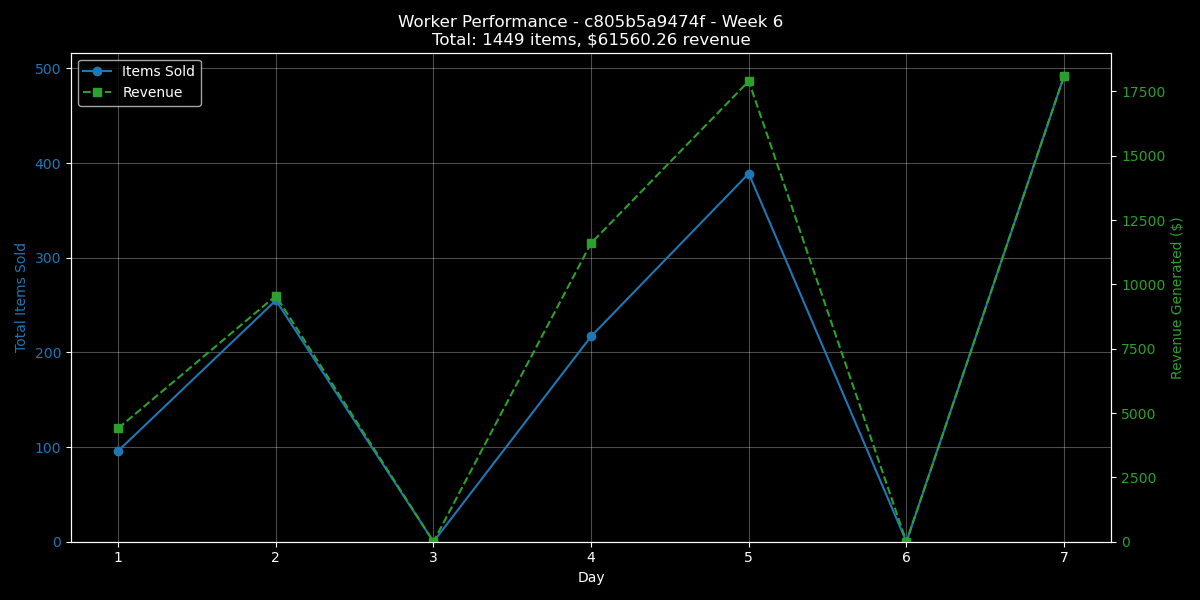 Worker Performance - c805b5a9474f - Week 6
Total: 1449 items, $61560.26 revenue
Items Sold
Revenue
Total Items Sold
500
400
300
200
100
0
Revenue Generated ($)
17500
15000
12500
10000
7500
5000
2500
0
1 2 3 4 5 6 7
Day